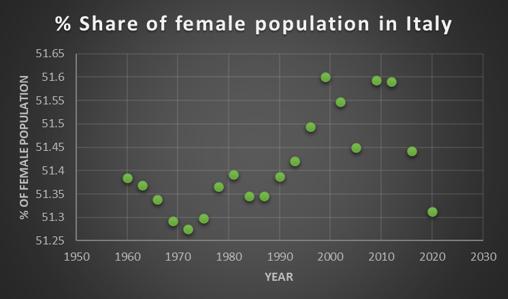 % Share of female population in Italy
51.65
51.6
51.55
51.5
51.45
51.4
51.35
51.3
51.25
% OF FEMALE POPULATION
1950 1960 1970 1980 1990 2000 2010 2020 2030
YEAR